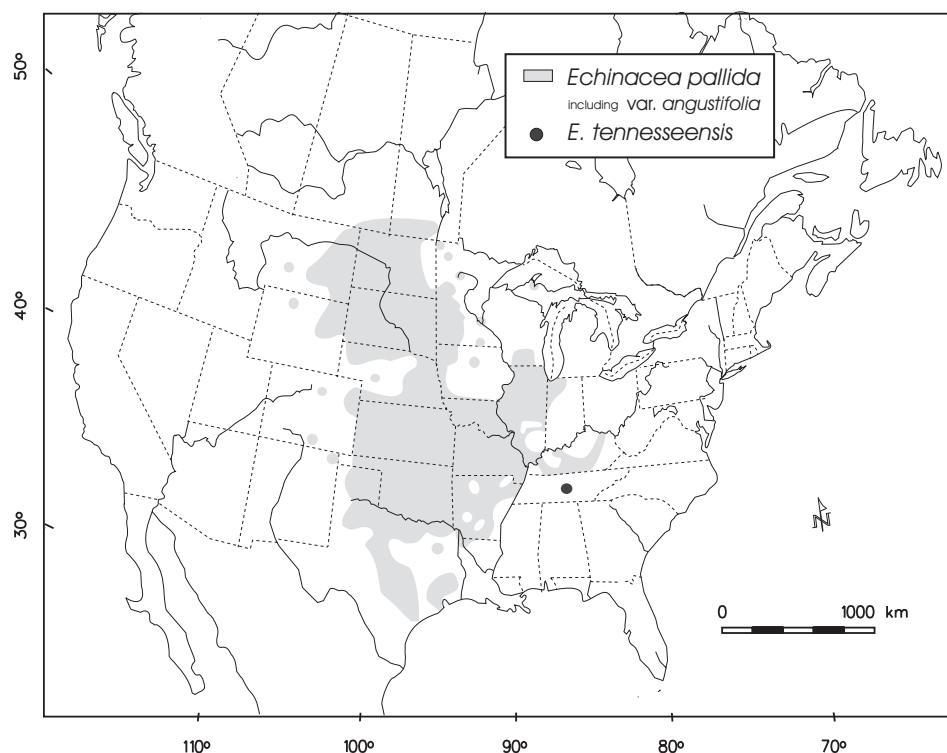 Echinacea pallida
including var. angustifolia
E. tennesseensis
50°
40°
30°
N
0 1000 km
110° 100° 90° 80° 70°